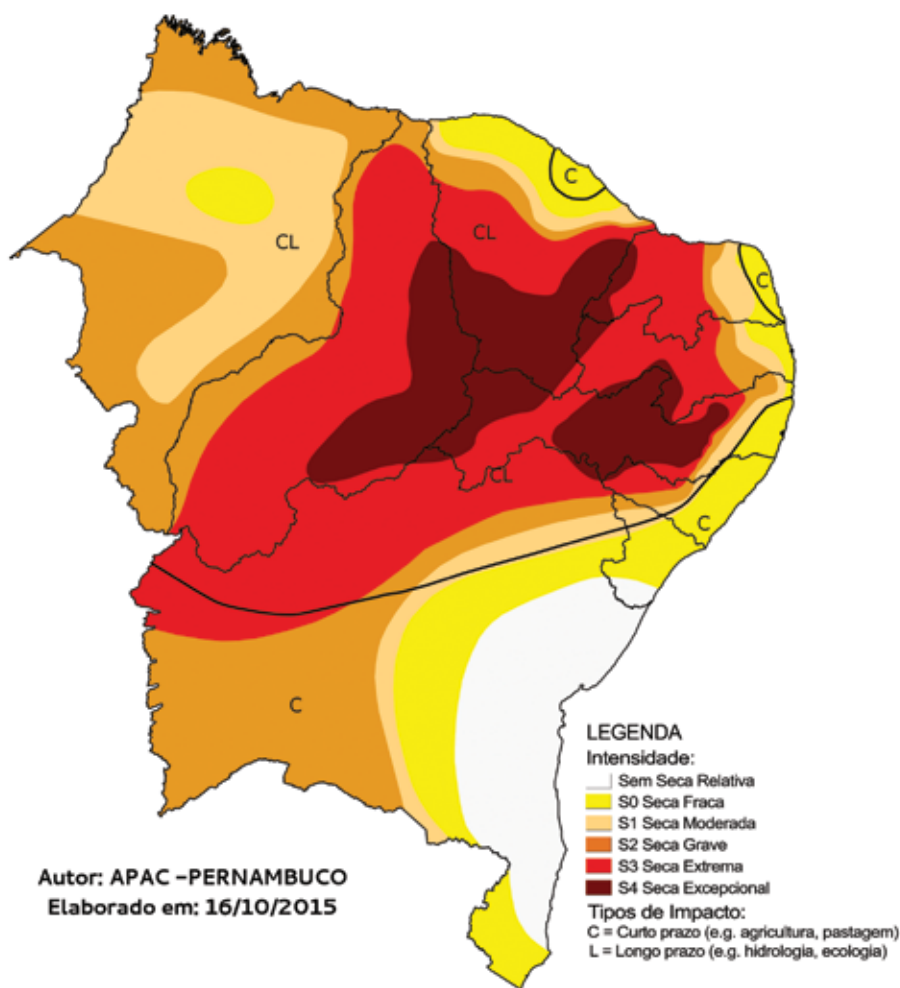 C
CL
CL
C
CL
C
C
LEGENDA
Intensidade:
Sem Seca Relativa
S0 Seca Fraca
S1 Seca Moderada
S2 Seca Grave
S3 Seca Extrema
S4 Seca Excepcional
Tipos de Impacto:
C = Curto prazo (e.g. agricultura, pastagem)
L = Longo prazo (e.g. hidrologia, ecologia)
Autor: APAC –PERNAMBUCO
Elaborado em: 16/10/2015